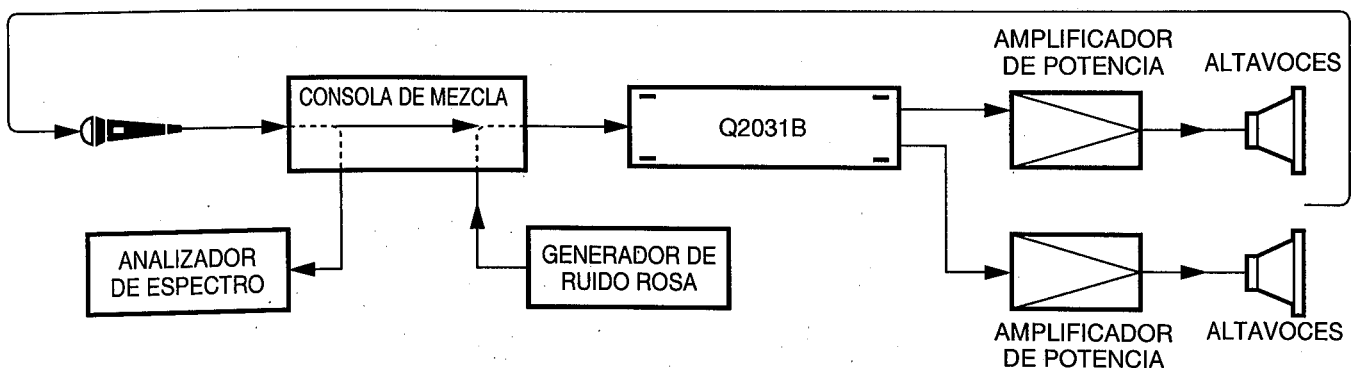 AMPLIFICADOR
DE POTENCIA
ALTAVOCES
CONSOLA DE MEZCLA
Q2031B
ANALIZADOR
DE ESPECTRO
GENERADOR DE
RUIDO ROSA
ALTAVOCES
AMPLIFICADOR
DE POTENCIA